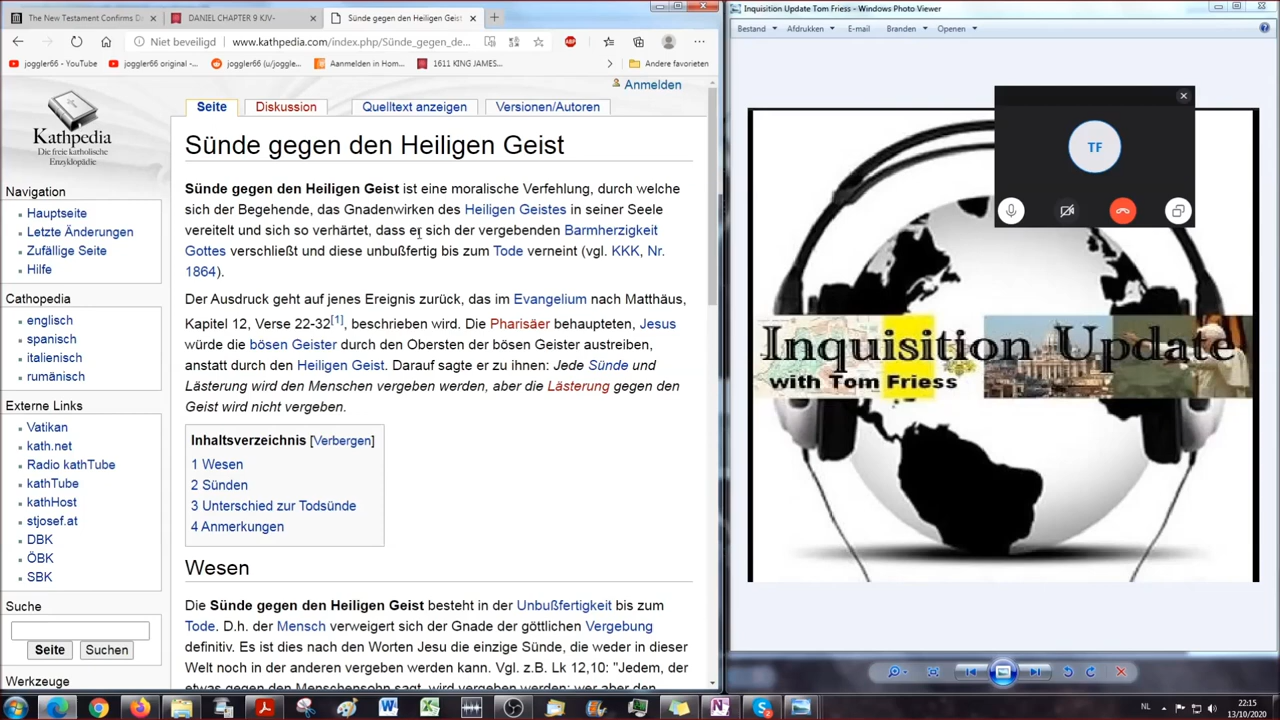 The New Testament Confirms D
DANIEL CHAPTER 9 KJV-
Sünde gegen den Heiligen Geist
Niet beveiligd
www.kathpedia.com/index.php/Sünde_gegen_de...
joggler66 - YouTube
joggler66 original -...
joggler66 (u/joggle...
Aanmelden in Hom...
1611 KING JAMES...
Andere favorieten
Anmelden
Seite
Diskussion
Quelltext anzeigen
Versionen/Autoren
Kathpedia
Die freie katholische
Enzyklopädie
Navigation
Hauptseite
Letzte Änderungen
Zufällige Seite
Hilfe
Cathopedia
englisch
spanisch
italienisch
rumänisch
Externe Links
Vatikan
kath.net
Radio kathTube
kathTube
kathHost
stjosef.at
DBK
ÖBK
SBK
Suche
Seite
Suchen
Werkzeuge
Sünde gegen den Heiligen Geist
Sünde gegen den Heiligen Geist ist eine moralische Verfehlung, durch welche
sich der Begehende, das Gnadenwirken des Heiligen Geistes in seiner Seele
vereitelt und sich so verhärtet, dass er sich der vergebenden Barmherzigkeit
Gottes verschließt und diese unbußfertig bis zum Tode verneint (vgl. KKK, Nr.
1864).
Der Ausdruck geht auf jenes Ereignis zurück, das im Evangelium nach Matthäus,
Kapitel 12, Verse 22-32[1], beschrieben wird. Die Pharisäer behaupteten, Jesus
würde die bösen Geister durch den Obersten der bösen Geister austreiben,
anstatt durch den Heiligen Geist. Darauf sagte er zu ihnen: Jede Sünde und
Lästerung wird den Menschen vergeben werden, aber die Lästerung gegen den
Geist wird nicht vergeben.
Inhaltsverzeichnis [Verbergen]
1 Wesen
2 Sünden
3 Unterschied zur Todsünde
4 Anmerkungen
Wesen
Die Sünde gegen den Heiligen Geist besteht in der Unbußfertigkeit bis zum
Tode. D.h. der Mensch verweigert sich der Gnade der göttlichen Vergebung
definitiv. Es ist dies nach den Worten Jesu die einzige Sünde, die weder in dieser
Welt noch in der anderen vergeben werden kann. Vgl. z.B. Lk 12,10: "Jedem, der
etwas gegen den Menschensohn sagt, wird vergeben werden; wer aber den
Inquisition Update Tom Friess - Windows Photo Viewer
Bestand
Afdrukken
E-mail
Branden
Openen
TF
Inquisition Update
with Tom Friess
NL
22:15
13/10/2020